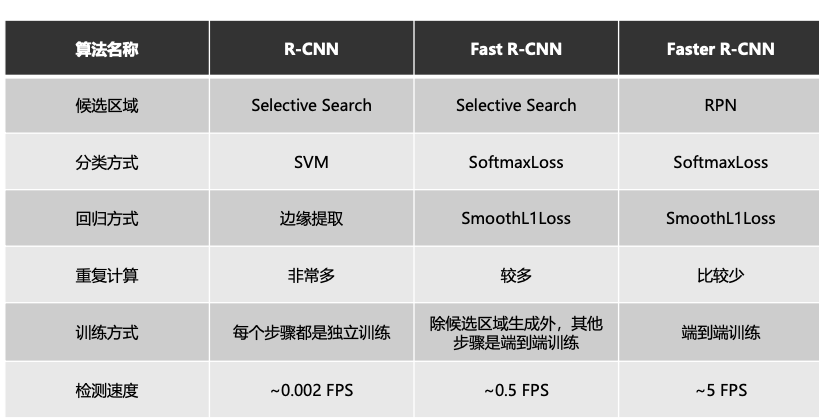 算法名称 R-CNN Fast R-CNN Faster R-CNN
候选区域 Selective Search Selective Search RPN
分类方式 SVM SoftmaxLoss SoftmaxLoss
回归方式 边缘提取 SmoothL1Loss SmoothL1Loss
重复计算 非常多 较多 比较少
训练方式 每个步骤都是独立训练 除候选区域生成外，其他
步骤是端到端训练 端到端训练
检测速度 ~0.002 FPS ~0.5 FPS ~5 FPS